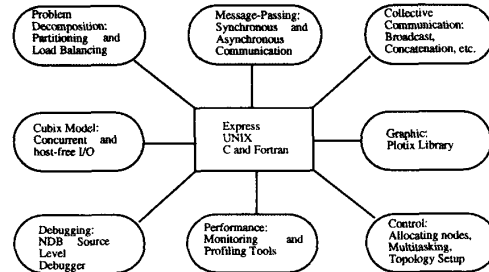 Problem
Decomposition:
Partitioning and
Load Balancing
Message-Passing:
Synchronous and
Asynchronous
Communication
Collective
Communication:
Broadcast,
Concatenation, etc.
Cubix Model:
Concurrent and
host-free I/O
Express
UNIX
C and Fortran
Graphic:
Plotix Library
Debugging:
NDB Source
Level
Debugger
Performance:
Monitoring and
Profiling Tools
Control:
Allocating nodes,
Multitasking,
Topology Setup